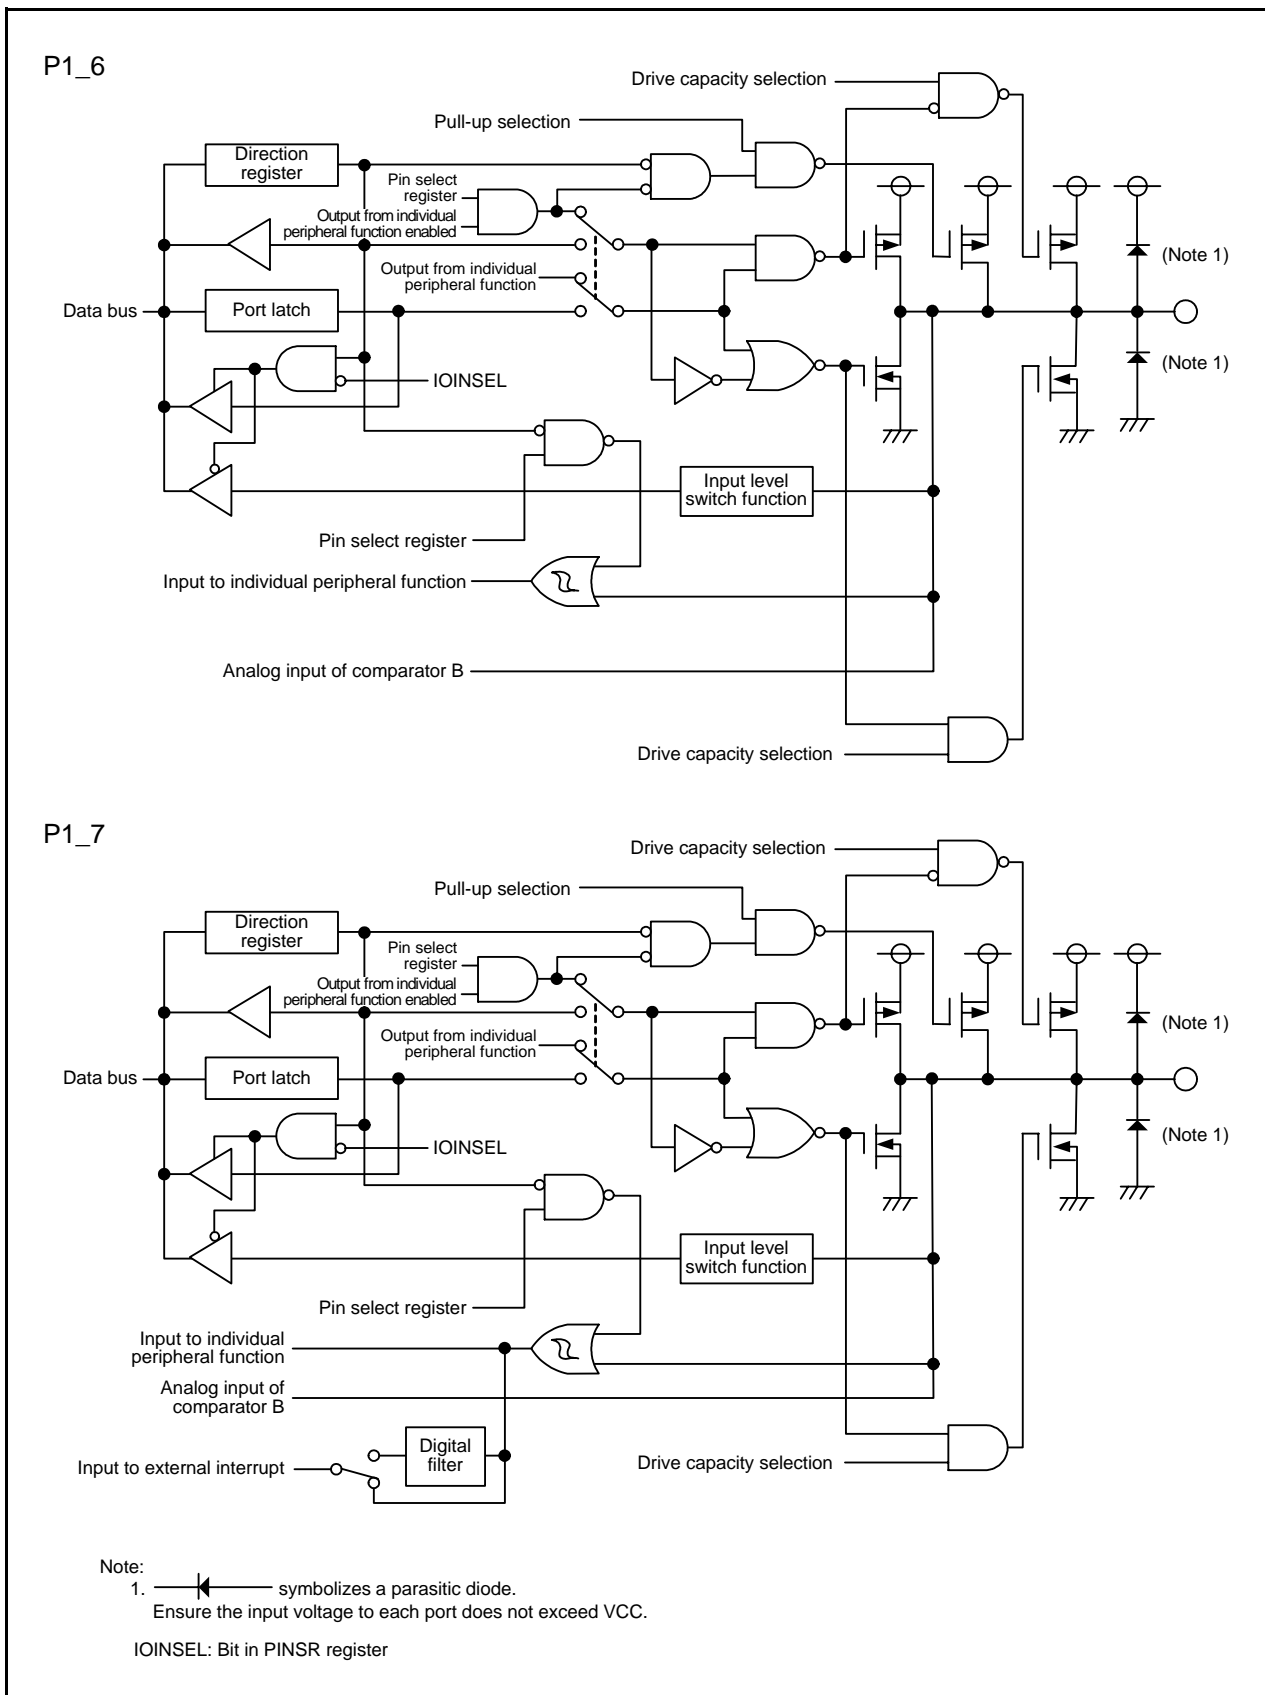 P1_6
Drive capacity selection
Pull-up selection
Direction
register
Pin select
register
Output from individual
peripheral function enabled
Output from individual
peripheral function
(Note 1)
Data bus
Port latch
(Note 1)
IOINSEL
Input level
switch function
Pin select register
Input to individual peripheral function
Analog input of comparator B
Drive capacity selection
P1_7
Drive capacity selection
Pull-up selection
Direction
register
Pin select
register
Output from individual
peripheral function enabled
(Note 1)
Output from individual
peripheral function
Data bus
Port latch
(Note 1)
IOINSEL
Input level
switch function
Pin select register
Input to individual
peripheral function
Analog input of
comparator B
Digital
filter
Input to external interrupt
Drive capacity selection
Note:
1. symbolizes a parasitic diode.
Ensure the input voltage to each port does not exceed VCC.
IOINSEL: Bit in PINSR register